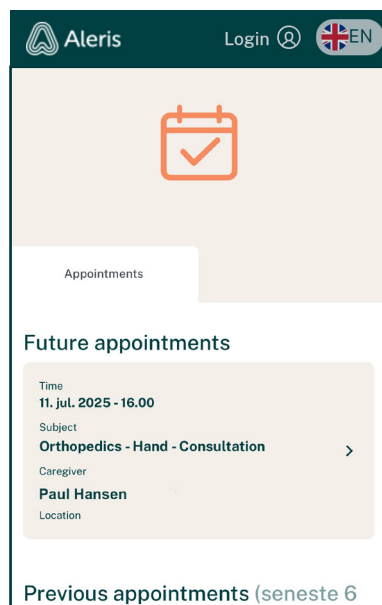 Aleris
Login
EN
Appointments
Future appointments
Time
11. jul. 2025 - 16.00
Subject
Orthopedics - Hand - Consultation
Caregiver
Paul Hansen
Location
Previous appointments (seneste 6